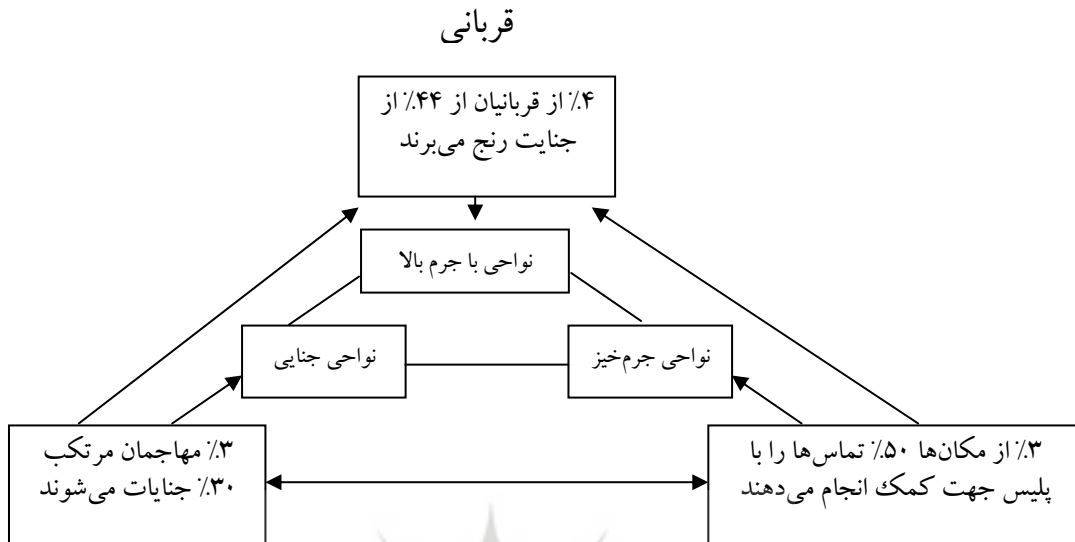 قربانی
۴٪ از قربانیان از ۴۴٪ از
جنایت رنج می‌برند
نواحی با جرم بالا
نواحی جرم‌خیز
نواحی جنایی
۳٪ از مکان‌ها ۵۰٪ تماس‌ها را با
پلیس جهت کمک انجام می‌دهند
۳٪ مهاجمان مرتکب
۳۰٪ جنایات می‌شوند